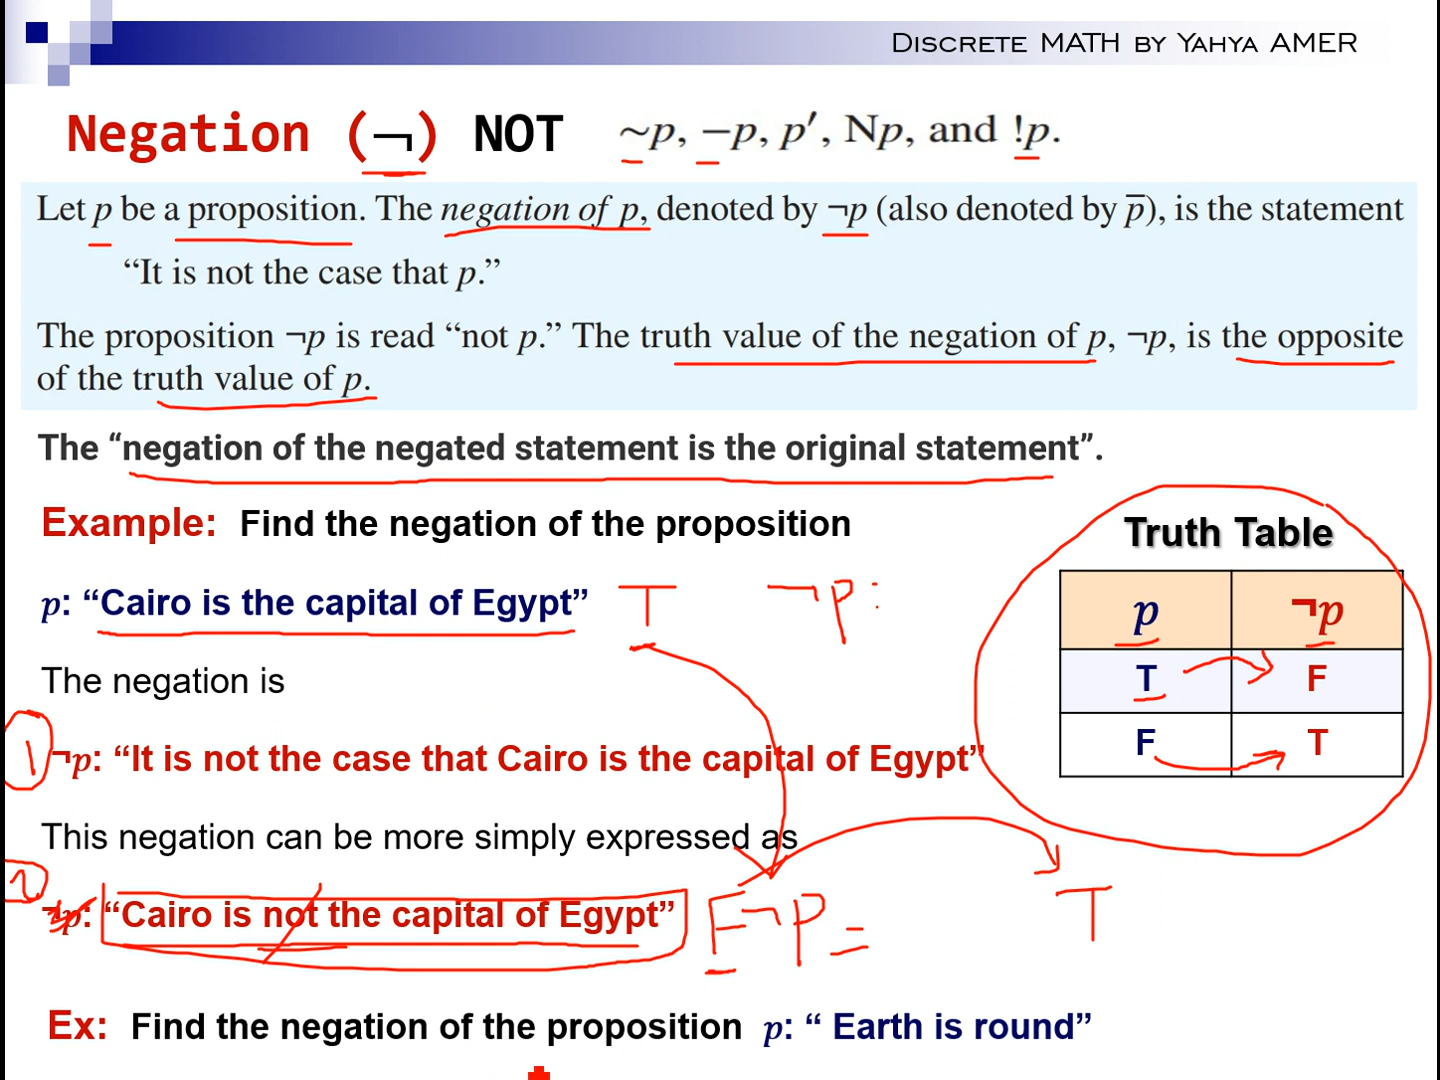 DISCRETE MATH BY YAHYA AMER
Negation (¬) NOT ~p, −p, p′, Np, and !p.
Let p be a proposition. The negation of p, denoted by ¬p (also denoted by p̅), is the statement
“It is not the case that p.”
The proposition ¬p is read “not p.” The truth value of the negation of p, ¬p, is the opposite
of the truth value of p.
The “negation of the negated statement is the original statement”.
Example: Find the negation of the proposition
p: “Cairo is the capital of Egypt” T ¬P:
The negation is
1 ¬p: “It is not the case that Cairo is the capital of Egypt”
This negation can be more simply expressed as
2 ¬p: “Cairo is not the capital of Egypt” F ¬P = T
Ex: Find the negation of the proposition p: “ Earth is round”
Truth Table
p ¬p
T F
F T